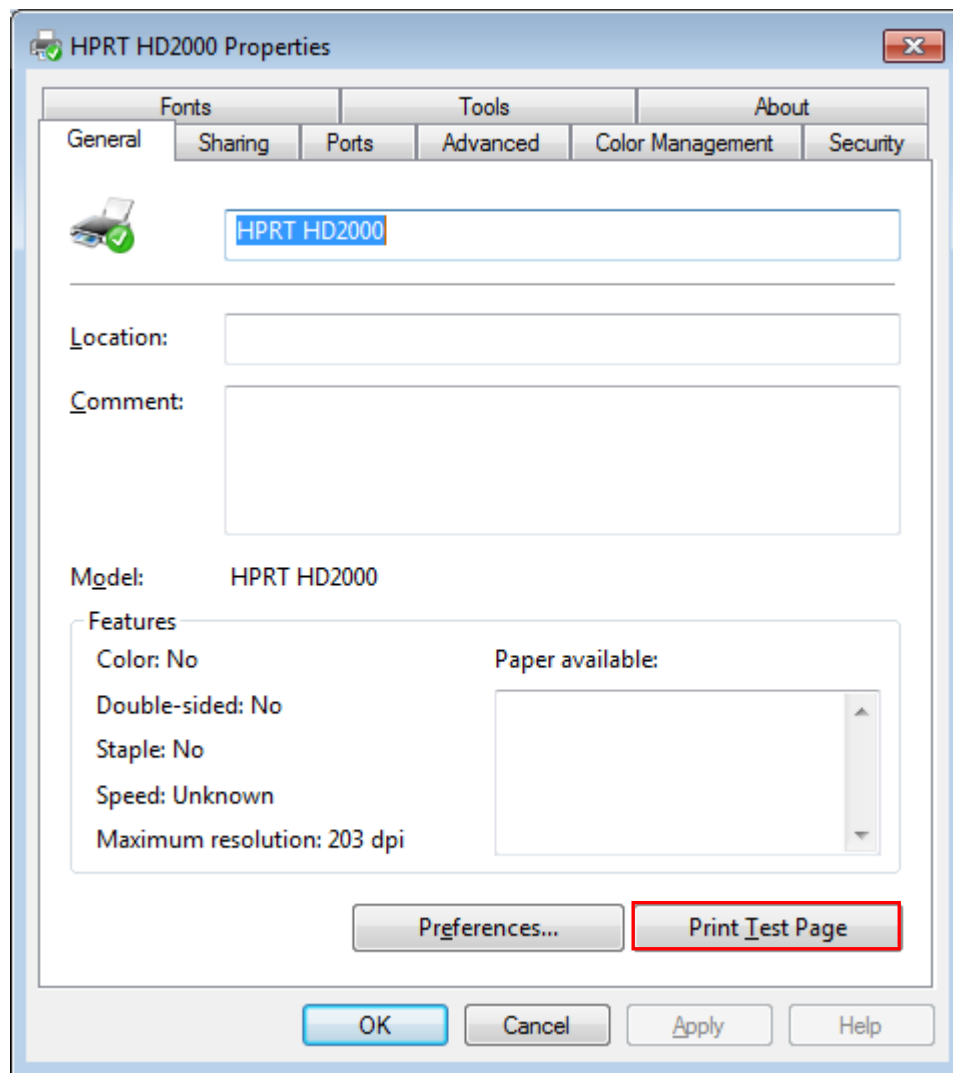 HPRT HD2000 Properties
Fonts Tools About
General Sharing Ports Advanced Color Management Security
HPRT HD2000
Location:
Comment:
Model: HPRT HD2000
Features
Color: No Paper available:
Double-sided: No
Staple: No
Speed: Unknown
Maximum resolution: 203 dpi
Preferences... Print Test Page
OK Cancel Apply Help